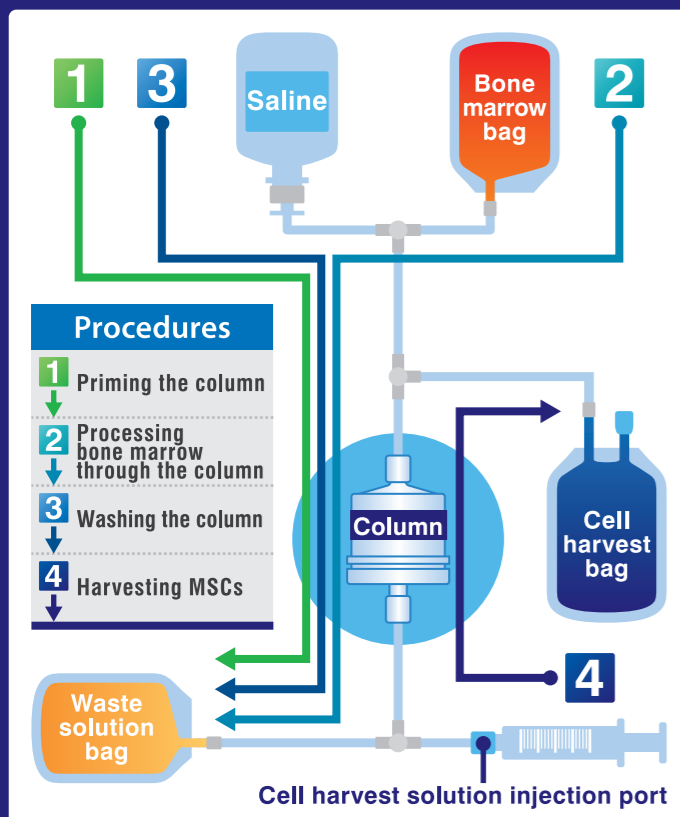 1
3
Saline
Bone
marrow
bag
2
Procedures
1 Priming the column
2 Processing
bone marrow
through the column
3 Washing the column
4 Harvesting MSCs
Column
Cell
harvest
bag
4
Waste
solution
bag
Cell harvest solution injection port